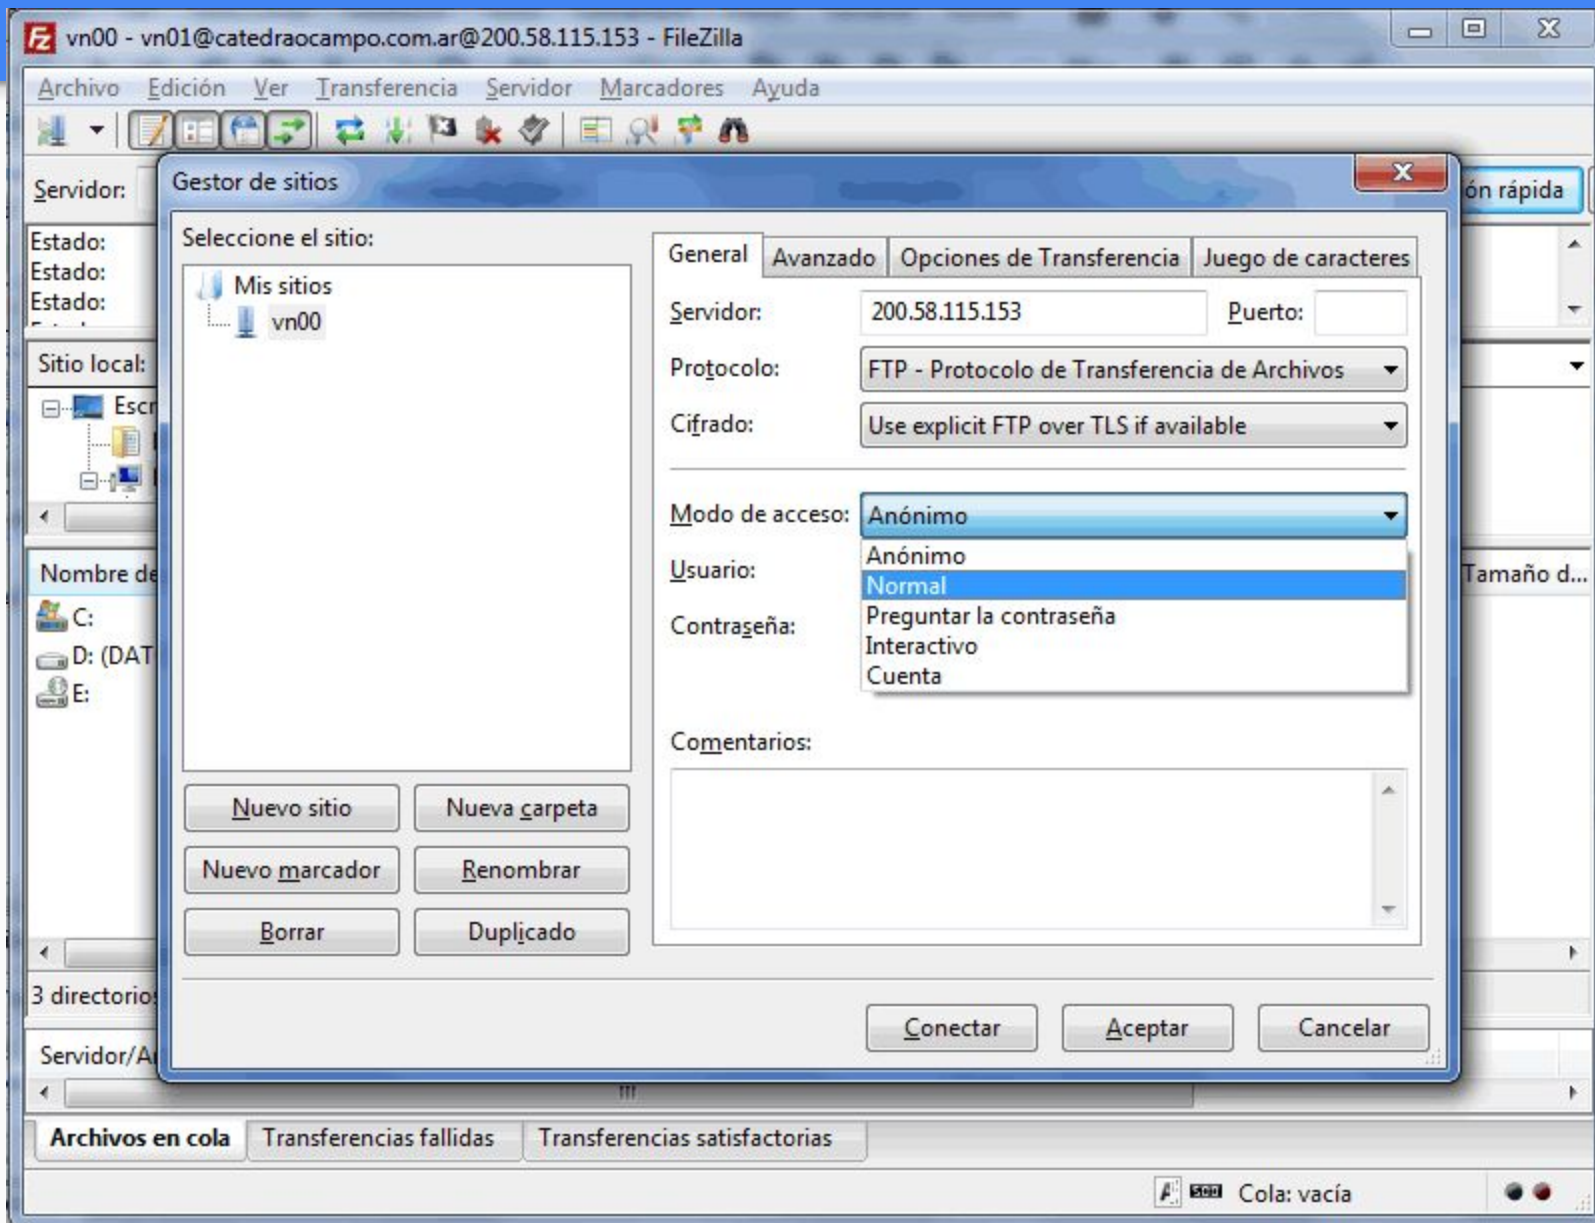 vn00 - vn01@catedraocampo.com.ar@200.58.115.153 - FileZilla
Archivo Edición Ver Transferencia Servidor Marcadores Ayuda
Servidor:
ón rápida
Estado:
Estado:
Estado:
Sitio local:
Escr
Nombre de
Tamaño d...
C:
D: (DAT
E:
3 directorio
Servidor/A
Gestor de sitios
Seleccione el sitio:
Mis sitios
vn00
Nuevo sitio Nueva carpeta
Nuevo marcador Renombrar
Borrar Duplicado
General Avanzado Opciones de Transferencia Juego de caracteres
Servidor: 200.58.115.153 Puerto:
Protocolo: FTP - Protocolo de Transferencia de Archivos
Cifrado: Use explicit FTP over TLS if available
Modo de acceso: Anónimo
Anónimo
Usuario:
Normal
Preguntar la contraseña
Contraseña:
Interactivo
Cuenta
Comentarios:
Conectar Aceptar Cancelar
Archivos en cola Transferencias fallidas Transferencias satisfactorias
Cola: vacía